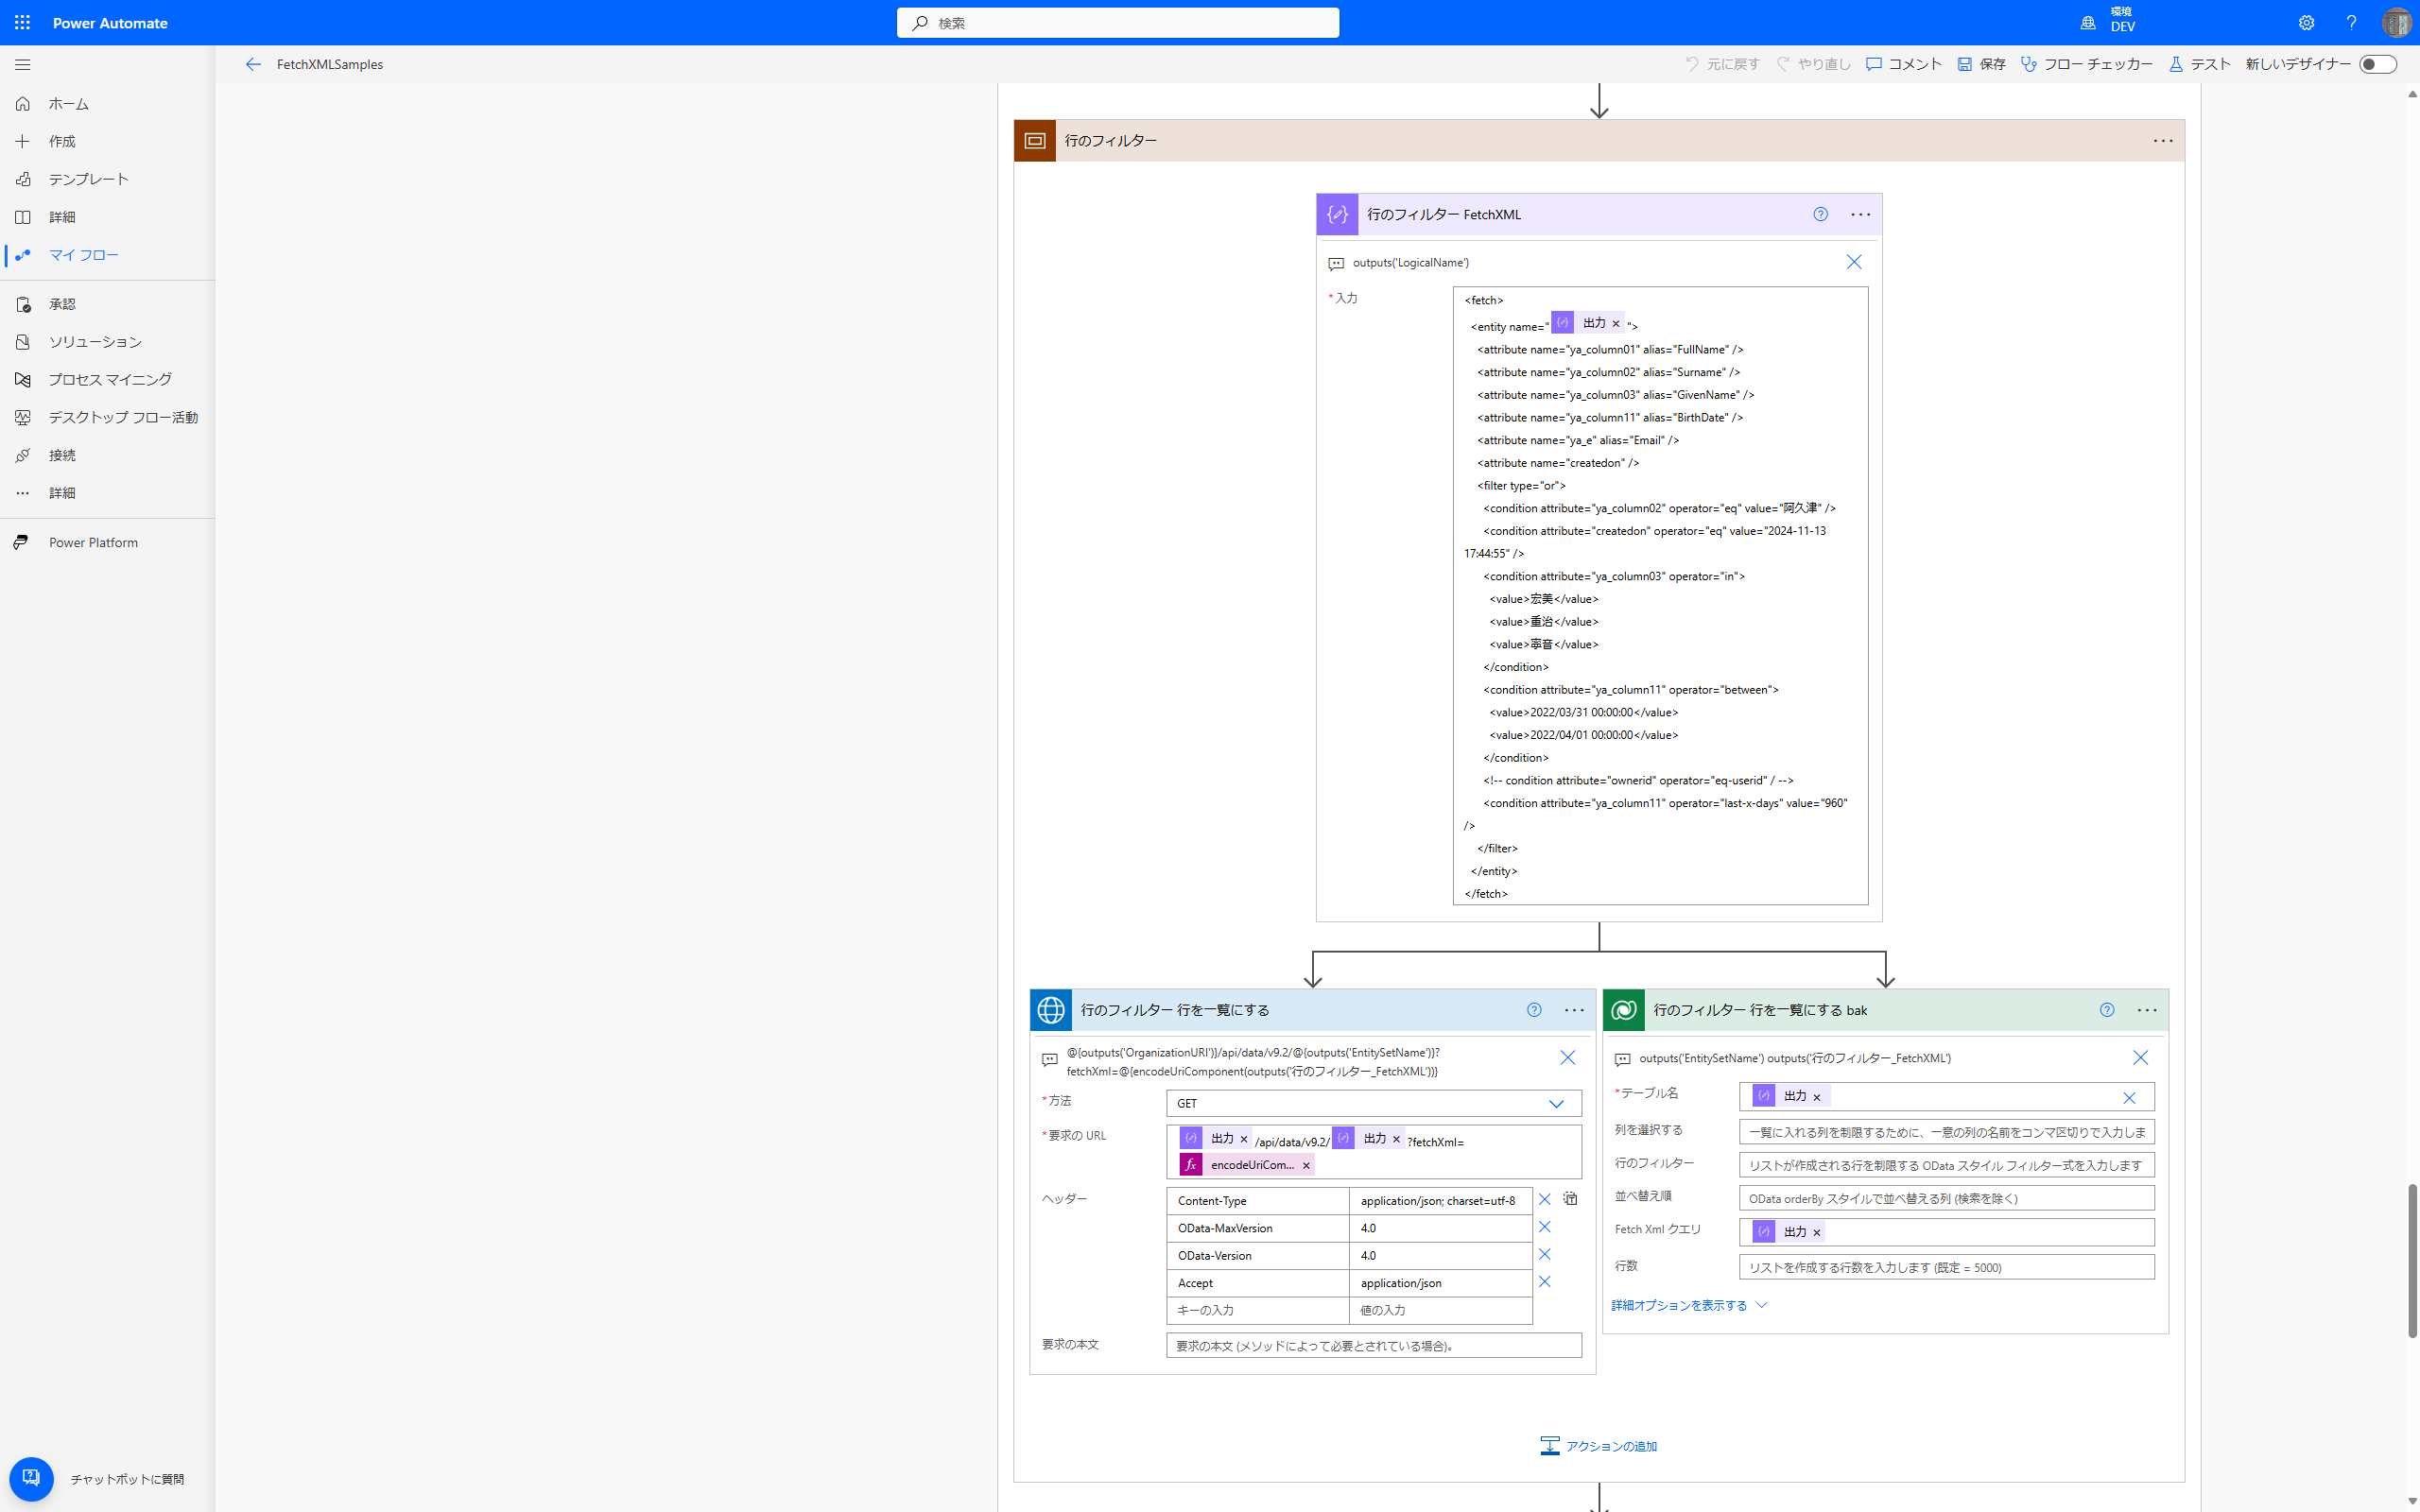 Power Automate
検索
環境
DEV
FetchXMLSamples
元に戻す
やり直し
コメント
保存
フロー チェッカー
テスト
新しいデザイナー
ホーム
作成
テンプレート
詳細
マイ フロー
承認
ソリューション
プロセス マイニング
デスクトップ フロー活動
接続
詳細
Power Platform
チャットボットに質問
行のフィルター
行のフィルター FetchXML
outputs('LogicalName')
*入力
<fetch>
<entity name="出力 ×">
<attribute name="ya_column01" alias="FullName" />
<attribute name="ya_column02" alias="Surname" />
<attribute name="ya_column03" alias="GivenName" />
<attribute name="ya_column11" alias="BirthDate" />
<attribute name="ya_e" alias="Email" />
<attribute name="createdon" />
<filter type="or">
<condition attribute="ya_column02" operator="eq" value="阿久津" />
<condition attribute="createdon" operator="eq" value="2024-11-13
17:44:55" />
<condition attribute="ya_column03" operator="in">
<value>宏美</value>
<value>重治</value>
<value>寧音</value>
</condition>
<condition attribute="ya_column11" operator="between">
<value>2022/03/31 00:00:00</value>
<value>2022/04/01 00:00:00</value>
</condition>
<!-- condition attribute="ownerid" operator="eq-userid" / -->
<condition attribute="ya_column11" operator="last-x-days" value="960"
/>
</filter>
</entity>
</fetch>
行のフィルター 行を一覧にする
@{outputs('OrganizationURI')}/api/data/v9.2/@{outputs('EntitySetName')}?
fetchXml=@{encodeUriComponent(outputs('行のフィルター_FetchXML'))}
*方法
GET
*要求の URL
出力 × /api/data/v9.2/ 出力 × ?fetchXml=
fx encodeUriCom... ×
ヘッダー
Content-Type application/json; charset=utf-8
OData-MaxVersion 4.0
OData-Version 4.0
Accept application/json
キーの入力 値の入力
要求の本文
要求の本文 (メソッドによって必要とされている場合)。
行のフィルター 行を一覧にする bak
outputs('EntitySetName') outputs('行のフィルター_FetchXML')
*テーブル名
出力 ×
列を選択する
一覧に入れる列を制限するために、一意の列の名前をコンマ区切りで入力しま
行のフィルター
リストが作成される行を制限する OData スタイル フィルター式を入力します
並べ替え順
OData orderBy スタイルで並べ替える列 (検索を除く)
Fetch Xml クエリ
出力 ×
行数
リストを作成する行数を入力します (既定 = 5000)
詳細オプションを表示する
アクションの追加